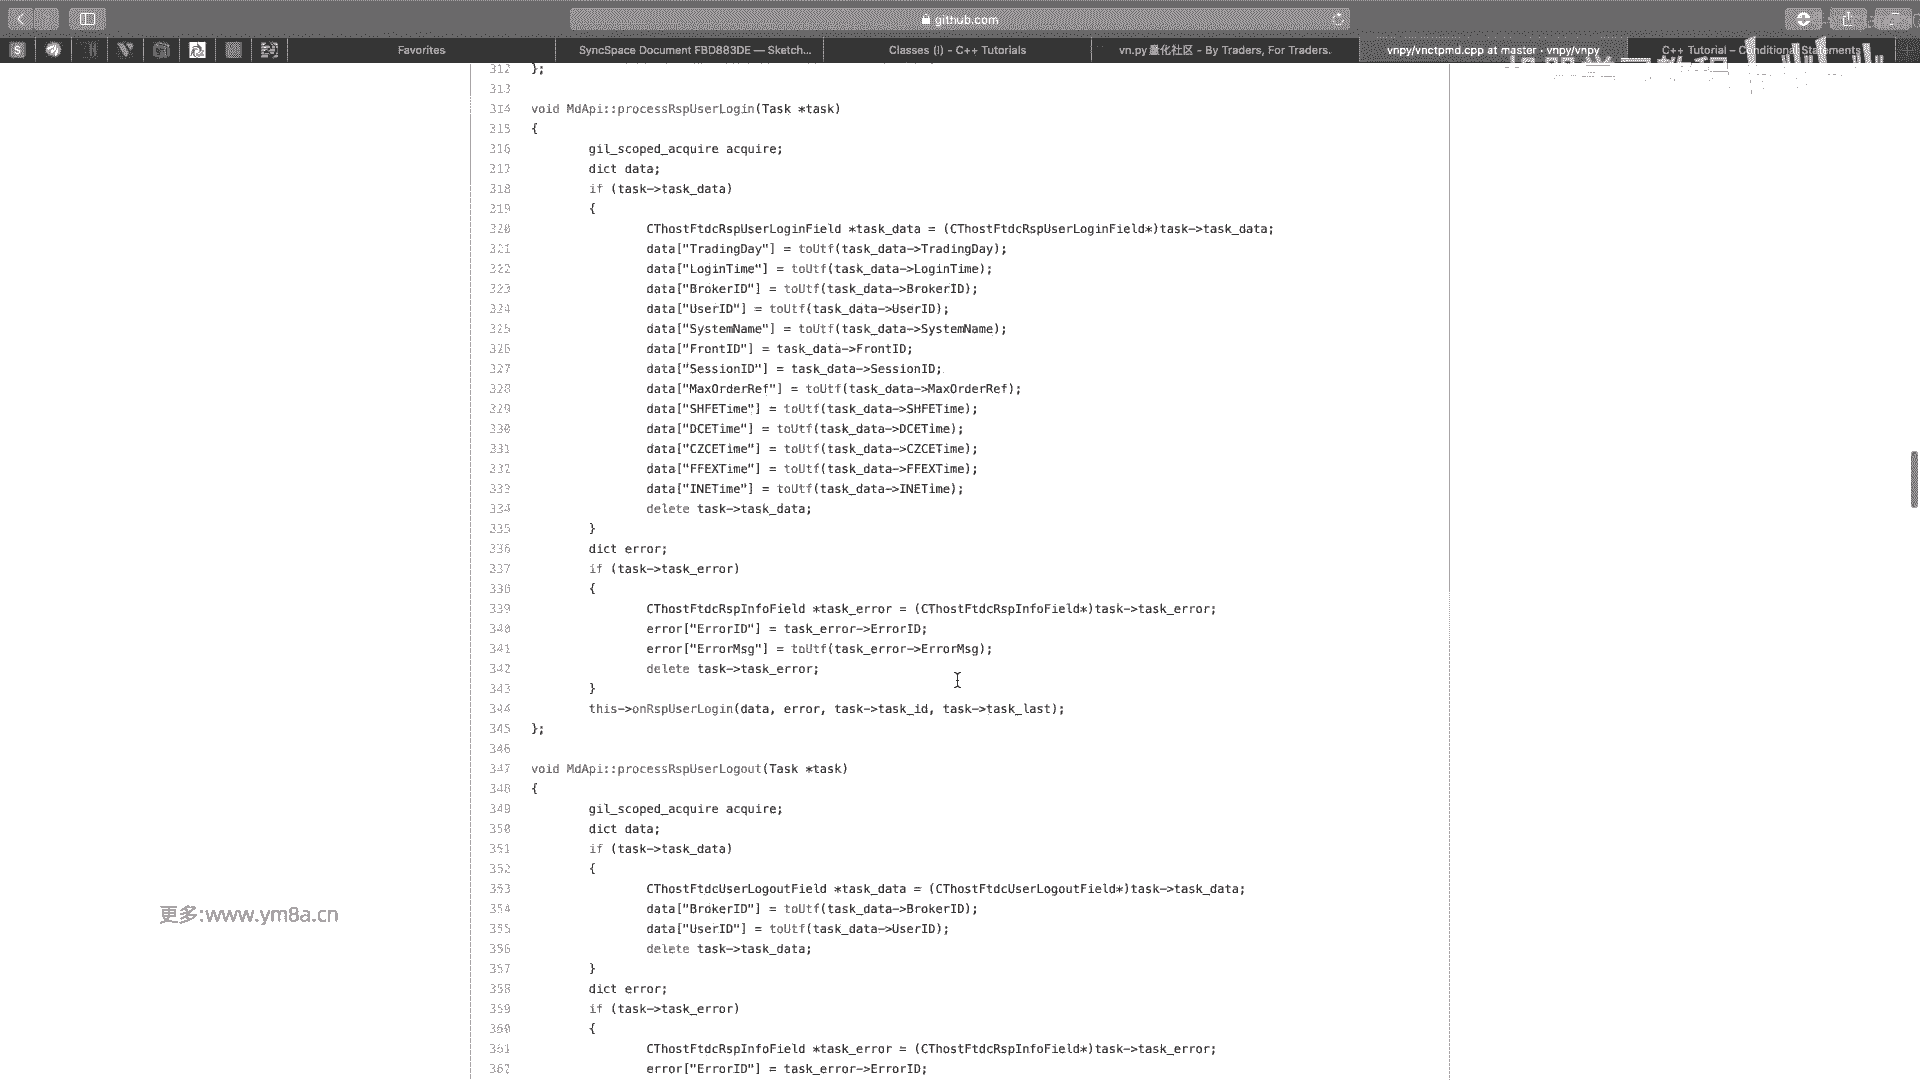 github.com
Favorites
SyncSpace Document FBD883DE — Sketch...
Classes (I) - C++ Tutorials
vn.py量化社区 - By Traders, For Traders.
vnpy/vnctpmd.cpp at master · vnpy/vnpy
C++ Tutorial – Conditional Statements
312 };
313
314 void MdApi::processRspUserLogin(Task *task)
315 {
316 gil_scoped_acquire acquire;
317 dict data;
318 if (task->task_data)
319 {
320 CThostFtdcRspUserLoginField *task_data = (CThostFtdcRspUserLoginField*)task->task_data;
321 data["TradingDay"] = toUtf(task_data->TradingDay);
322 data["LoginTime"] = toUtf(task_data->LoginTime);
323 data["BrokerID"] = toUtf(task_data->BrokerID);
324 data["UserID"] = toUtf(task_data->UserID);
325 data["SystemName"] = toUtf(task_data->SystemName);
326 data["FrontID"] = task_data->FrontID;
327 data["SessionID"] = task_data->SessionID;
328 data["MaxOrderRef"] = toUtf(task_data->MaxOrderRef);
329 data["SHFETime"] = toUtf(task_data->SHFETime);
330 data["DCETime"] = toUtf(task_data->DCETime);
331 data["CZCETime"] = toUtf(task_data->CZCETime);
332 data["FFEXTime"] = toUtf(task_data->FFEXTime);
333 data["INETime"] = toUtf(task_data->INETime);
334 delete task->task_data;
335 }
336 dict error;
337 if (task->task_error)
338 {
339 CThostFtdcRspInfoField *task_error = (CThostFtdcRspInfoField*)task->task_error;
340 error["ErrorID"] = task_error->ErrorID;
341 error["ErrorMsg"] = toUtf(task_error->ErrorMsg);
342 delete task->task_error;
343 }
344 this->onRspUserLogin(data, error, task->task_id, task->task_last);
345 };
346
347 void MdApi::processRspUserLogout(Task *task)
348 {
349 gil_scoped_acquire acquire;
350 dict data;
351 if (task->task_data)
352 {
353 CThostFtdcUserLogoutField *task_data = (CThostFtdcUserLogoutField*)task->task_data;
354 data["BrokerID"] = toUtf(task_data->BrokerID);
355 data["UserID"] = toUtf(task_data->UserID);
356 delete task->task_data;
357 }
358 dict error;
359 if (task->task_error)
360 {
361 CThostFtdcRspInfoField *task_error = (CThostFtdcRspInfoField*)task->task_error;
362 error["ErrorID"] = task_error->ErrorID;
更多:www.ym8a.cn